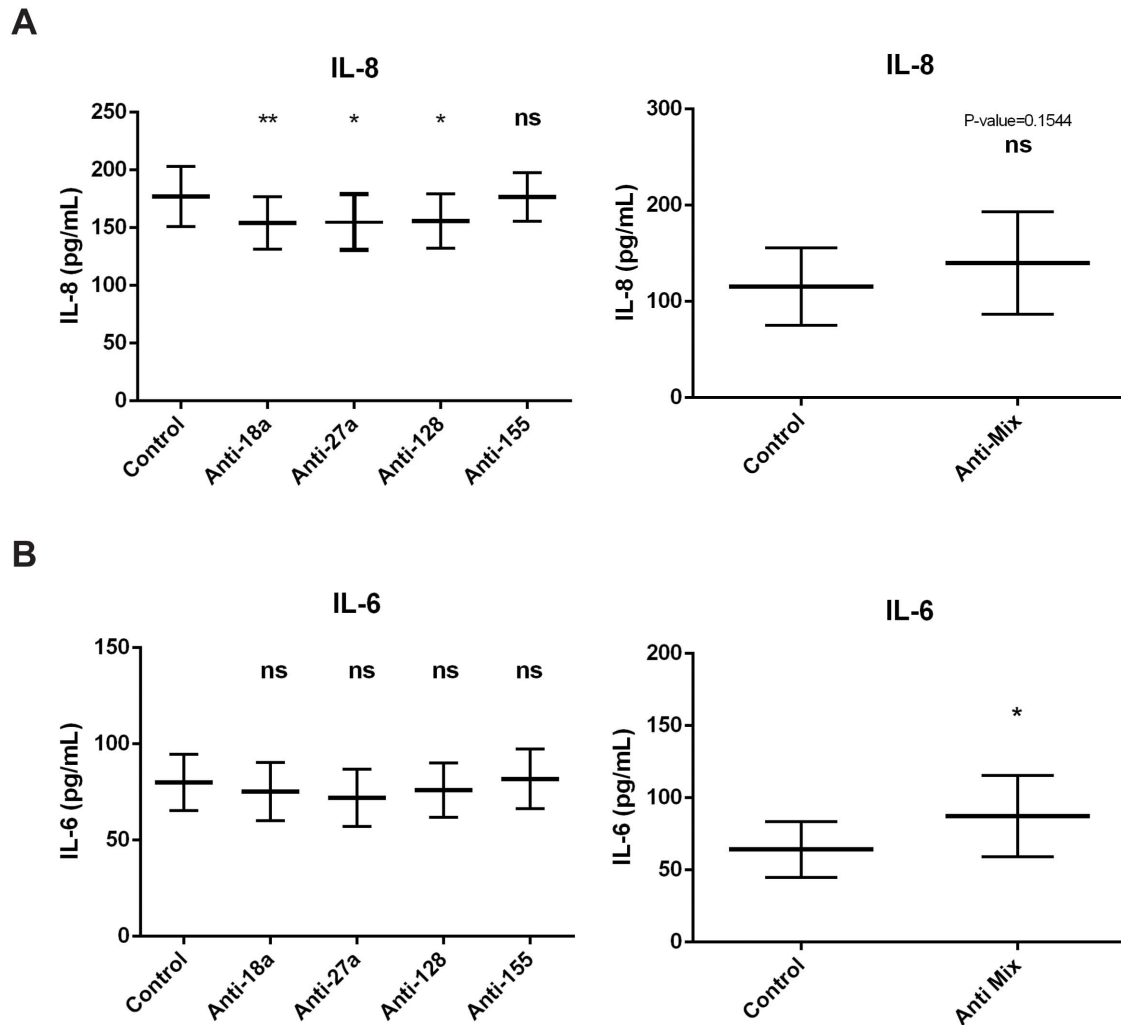 A
IL-8
IL-8 (pg/mL)
250
200
150
100
50
0
** * * ns
Control Anti-18a Anti-27a Anti-128 Anti-155
IL-8
IL-8 (pg/mL)
300
200
100
0
P-value=0.1544
ns
Control Anti-Mix
B
IL-6
IL-6 (pg/mL)
150
100
50
0
ns ns ns ns
Control Anti-18a Anti-27a Anti-128 Anti-155
IL-6
IL-6 (pg/mL)
200
150
100
50
0
*
Control Anti Mix